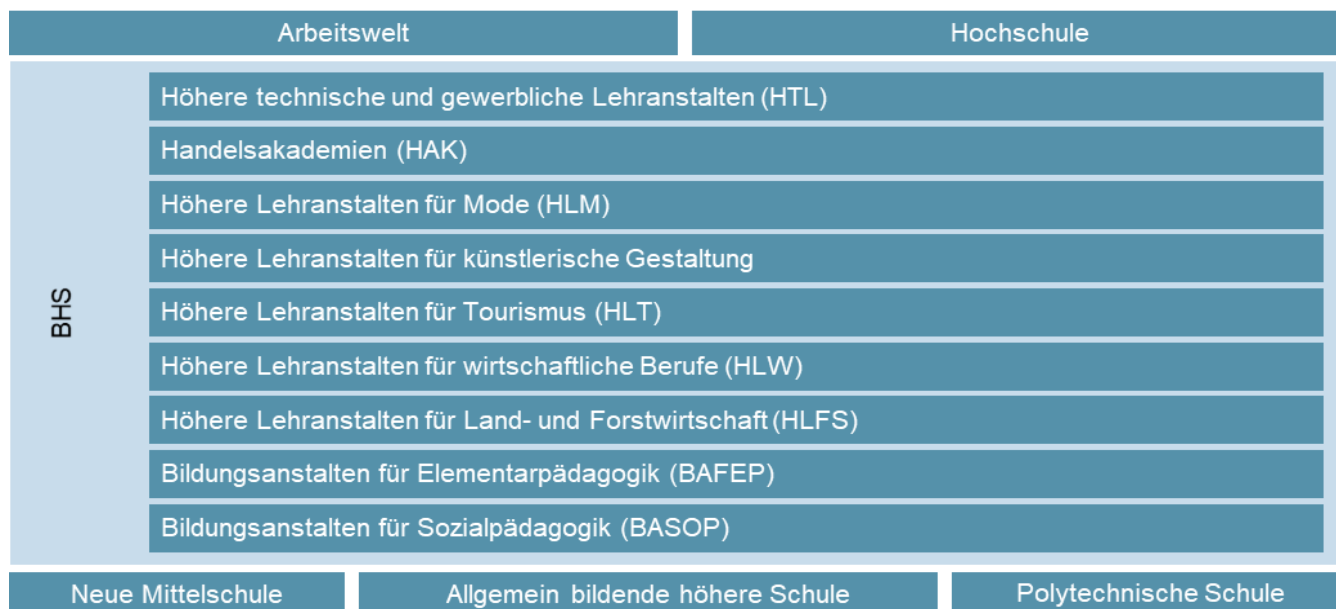 Arbeitswelt
Hochschule
BHS
Höhere technische und gewerbliche Lehranstalten (HTL)
Handelsakademien (HAK)
Höhere Lehranstalten für Mode (HLM)
Höhere Lehranstalten für künstlerische Gestaltung
Höhere Lehranstalten für Tourismus (HLT)
Höhere Lehranstalten für wirtschaftliche Berufe (HLW)
Höhere Lehranstalten für Land- und Forstwirtschaft (HLFS)
Bildungsanstalten für Elementarpädagogik (BAFEP)
Bildungsanstalten für Sozialpädagogik (BASOP)
Neue Mittelschule
Allgemein bildende höhere Schule
Polytechnische Schule